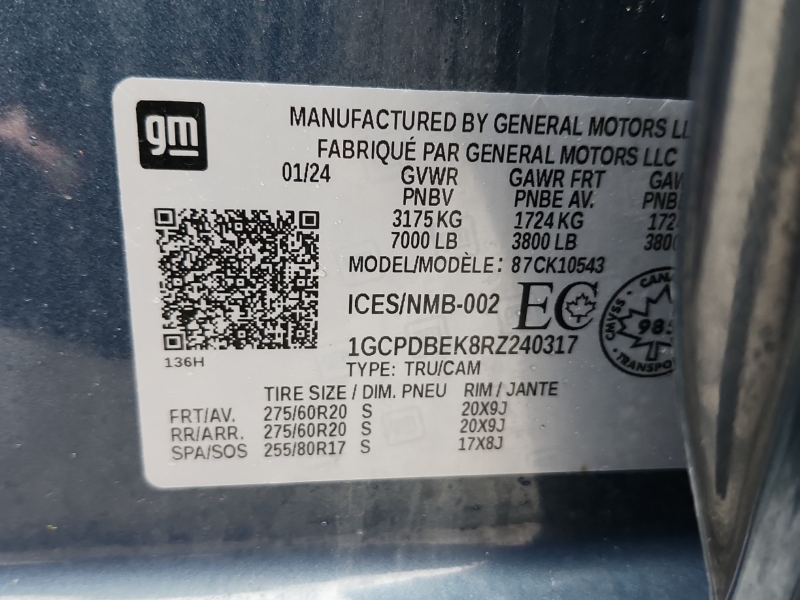 gm
MANUFACTURED BY GENERAL MOTORS
FABRIQUÉ PAR GENERAL MOTORS LLC
01/24 GVWR GAWR FRT
PNBV PNBE AV.
3175 KG 1724 KG
7000 LB 3800 LB
MODEL/MODÈLE: 87CK10543
ICES/NMB-002 EC
1GCPDBEK8RZ240317
TYPE: TRU/CAM
136H
TIRE SIZE / DIM. PNEU RIM / JANTE
FRT/AV. 275/60R20 S 20X9J
RR/ARR. 275/60R20 S 20X9J
SPA/SOS 255/80R17 S 17X8J
CMVSS